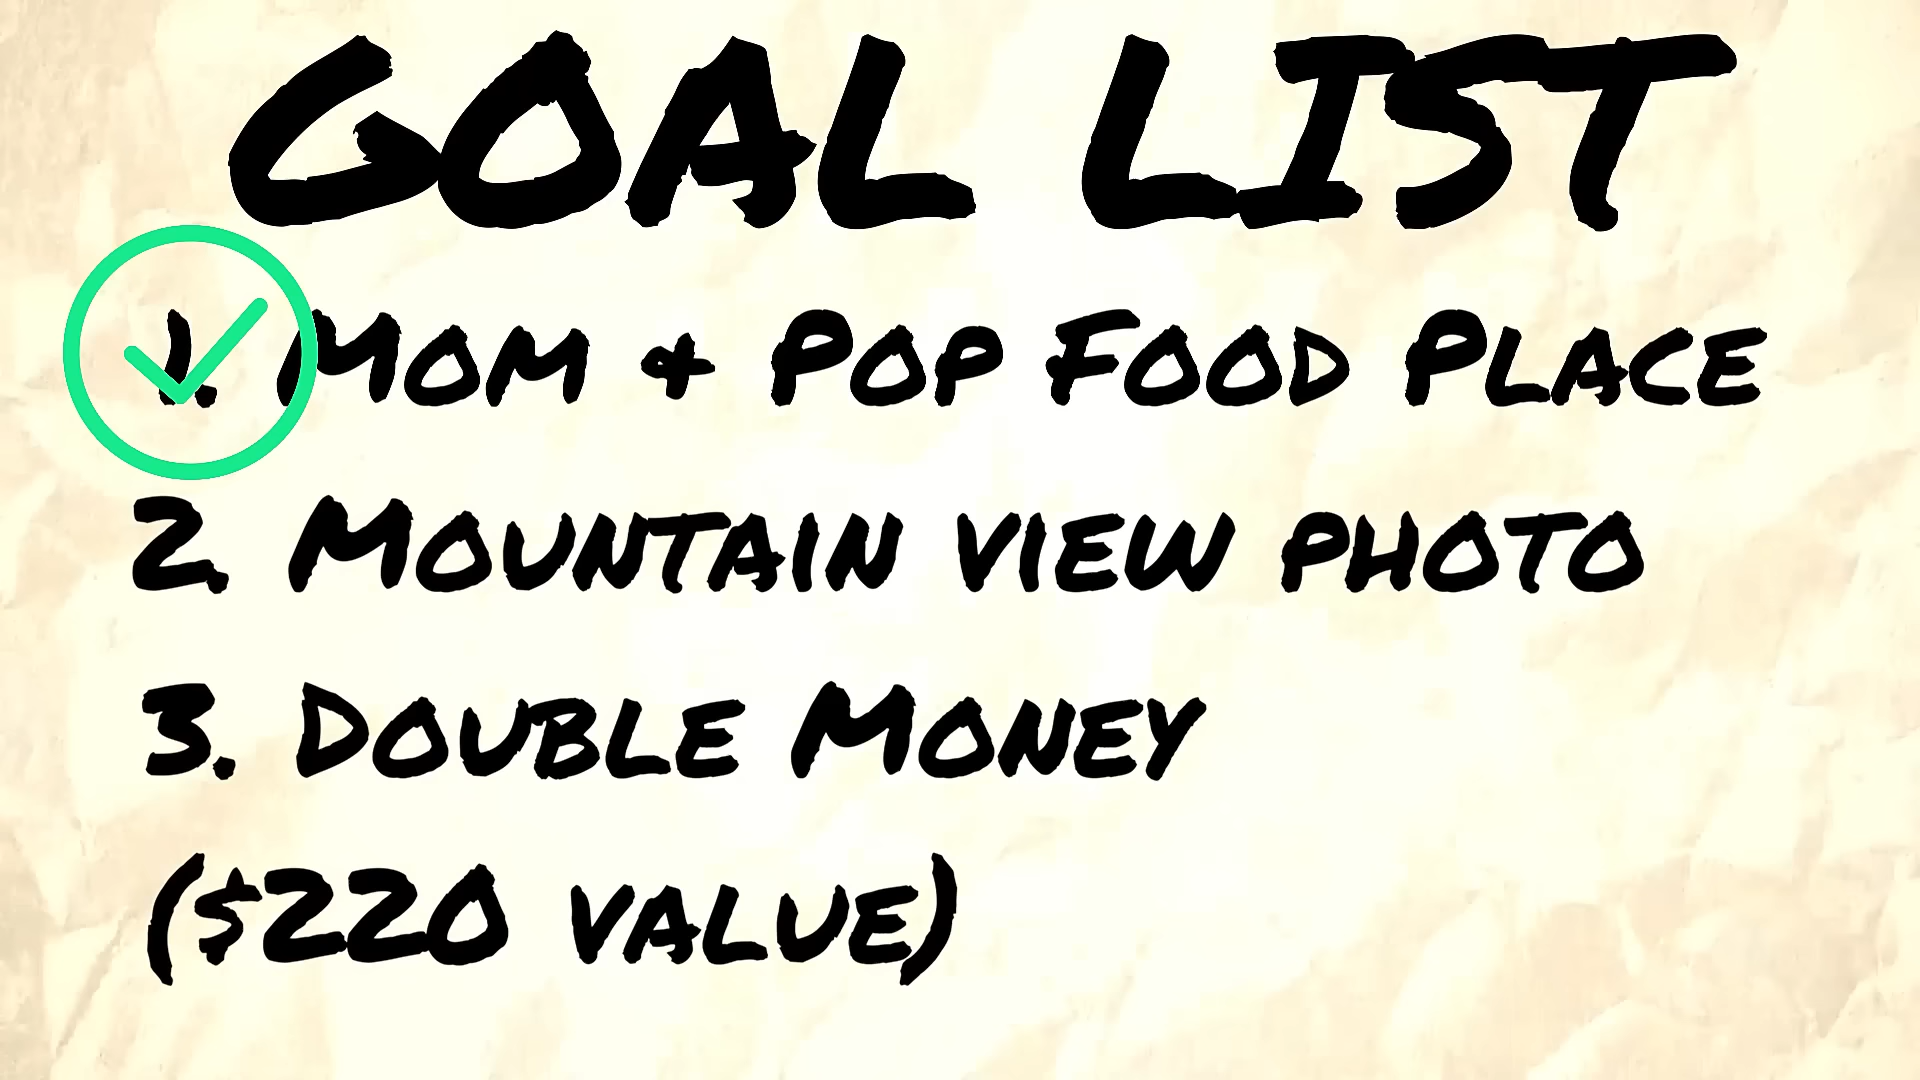 GOAL LIST
1. MOM & POP FOOD PLACE
2. MOUNTAIN VIEW PHOTO
3. DOUBLE MONEY
($220 VALUE)